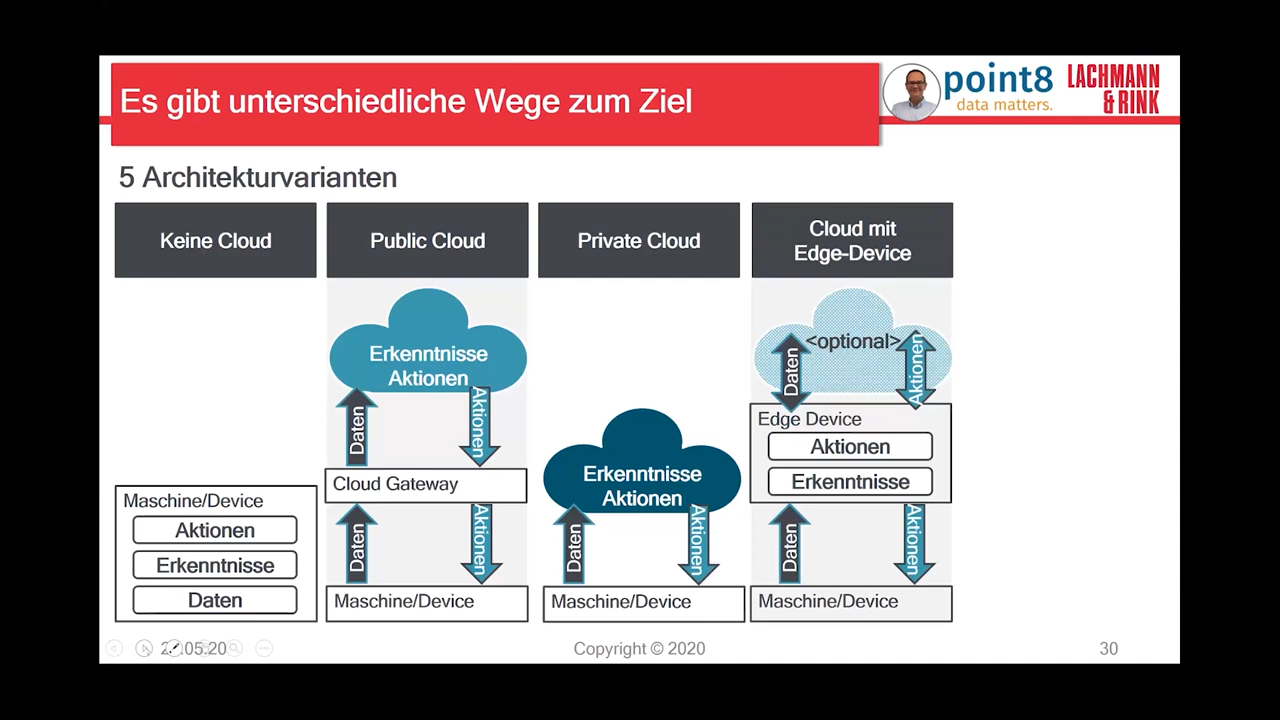 Es gibt unterschiedliche Wege zum Ziel
point8
data matters.
LACHMANN
& RINK
5 Architekturvarianten
Keine Cloud
Public Cloud
Private Cloud
Cloud mit
Edge-Device
Maschine/Device
Aktionen
Erkenntnisse
Daten
Erkenntnisse
Aktionen
Daten
Aktionen
Cloud Gateway
Daten
Aktionen
Maschine/Device
Erkenntnisse
Aktionen
Daten
Aktionen
Maschine/Device
<optional>
Daten
Aktionen
Edge Device
Aktionen
Erkenntnisse
Daten
Aktionen
Maschine/Device
Copyright © 2020
30